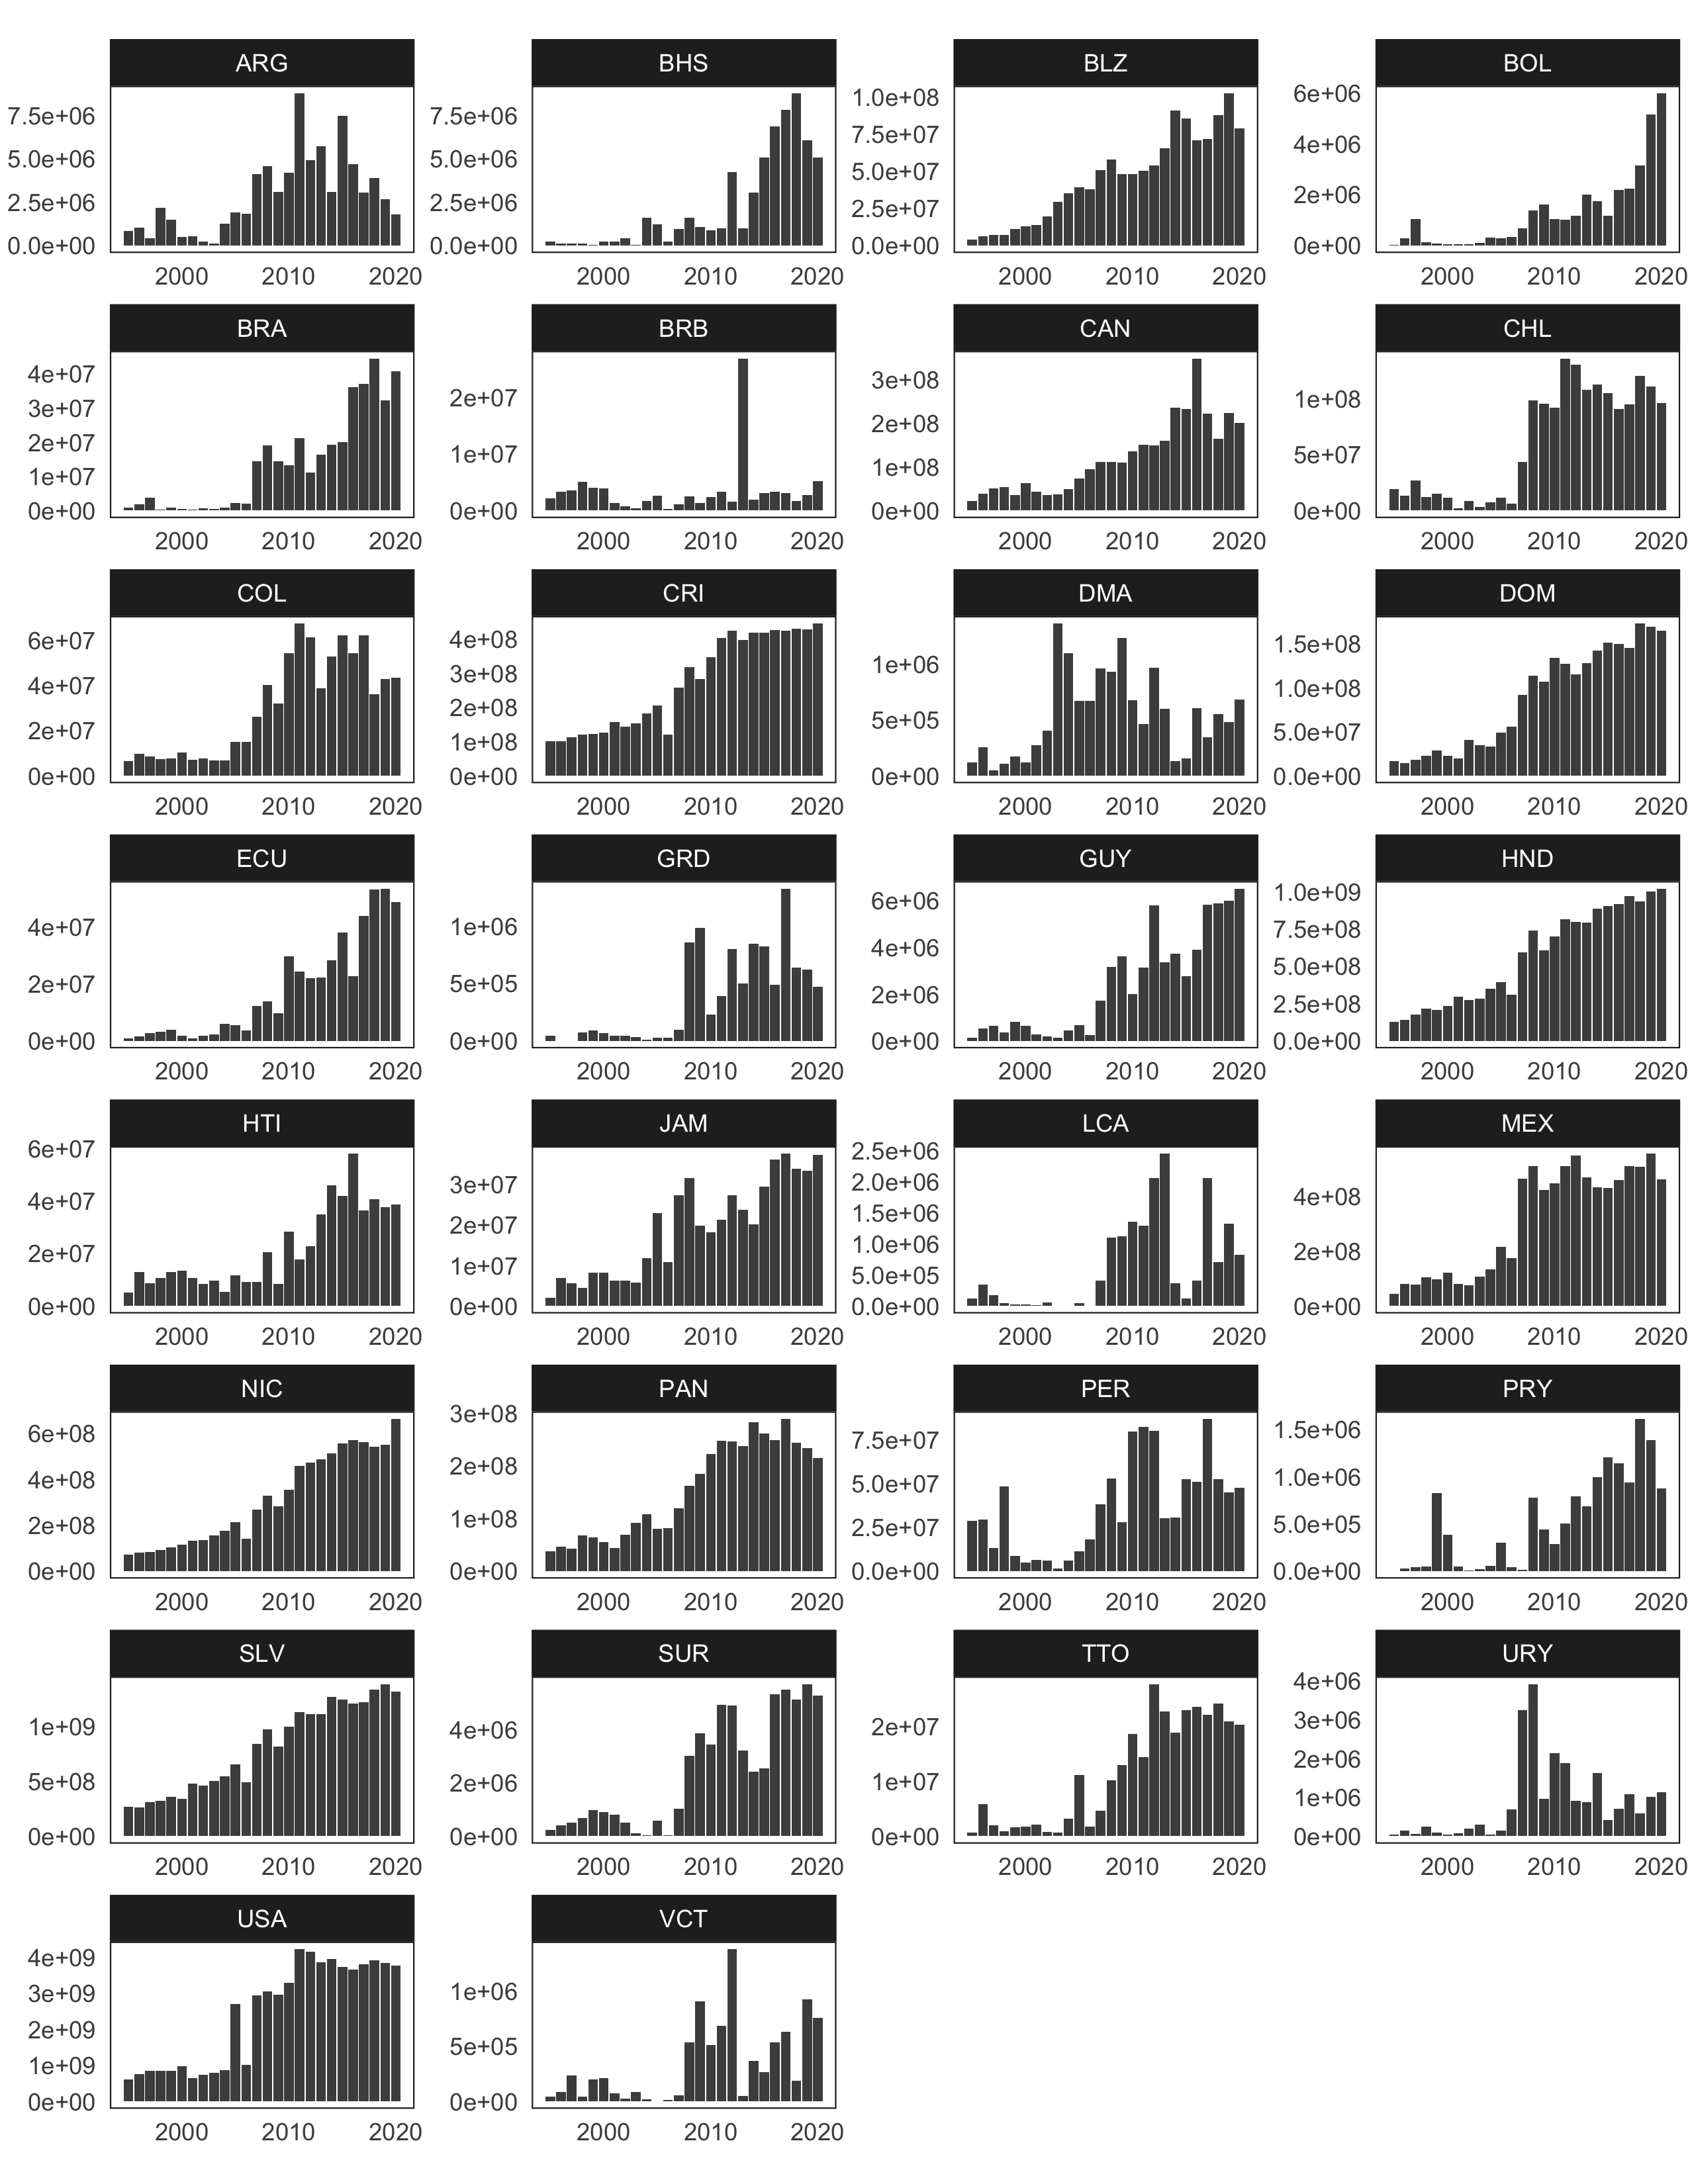 ARG BHS BLZ BOL
7.5e+06 5.0e+06 2.5e+06 0.0e+00
7.5e+06 5.0e+06 2.5e+06 0.0e+00
1.0e+08 7.5e+07 5.0e+07 2.5e+07 0.0e+00
6e+06 4e+06 2e+06 0e+00
2000 2010 2020 2000 2010 2020 2000 2010 2020 2000 2010 2020
BRA BRB CAN CHL
4e+07 3e+07 2e+07 1e+07 0e+00
2e+07 1e+07 0e+00
3e+08 2e+08 1e+08 0e+00
1e+08 5e+07 0e+00
2000 2010 2020 2000 2010 2020 2000 2010 2020 2000 2010 2020
COL CRI DMA DOM
6e+07 4e+07 2e+07 0e+00
4e+08 3e+08 2e+08 1e+08 0e+00
1e+06 5e+05 0e+00
1.5e+08 1.0e+08 5.0e+07 0.0e+00
2000 2010 2020 2000 2010 2020 2000 2010 2020 2000 2010 2020
ECU GRD GUY HND
4e+07 2e+07 0e+00
1e+06 5e+05 0e+00
6e+06 4e+06 2e+06 0e+00
1.0e+09 7.5e+08 5.0e+08 2.5e+08 0.0e+00
2000 2010 2020 2000 2010 2020 2000 2010 2020 2000 2010 2020
HTI JAM LCA MEX
6e+07 4e+07 2e+07 0e+00
3e+07 2e+07 1e+07 0e+00
2.5e+06 2.0e+06 1.5e+06 1.0e+06 5.0e+05 0.0e+00
4e+08 2e+08 0e+00
2000 2010 2020 2000 2010 2020 2000 2010 2020 2000 2010 2020
NIC PAN PER PRY
6e+08 4e+08 2e+08 0e+00
3e+08 2e+08 1e+08 0e+00
7.5e+07 5.0e+07 2.5e+07 0.0e+00
1.5e+06 1.0e+06 5.0e+05 0.0e+00
2000 2010 2020 2000 2010 2020 2000 2010 2020 2000 2010 2020
SLV SUR TTO URY
1e+09 5e+08 0e+00
4e+06 2e+06 0e+00
2e+07 1e+07 0e+00
4e+06 3e+06 2e+06 1e+06 0e+00
2000 2010 2020 2000 2010 2020 2000 2010 2020 2000 2010 2020
USA VCT
4e+09 3e+09 2e+09 1e+09 0e+00
1e+06 5e+05 0e+00
2000 2010 2020 2000 2010 2020